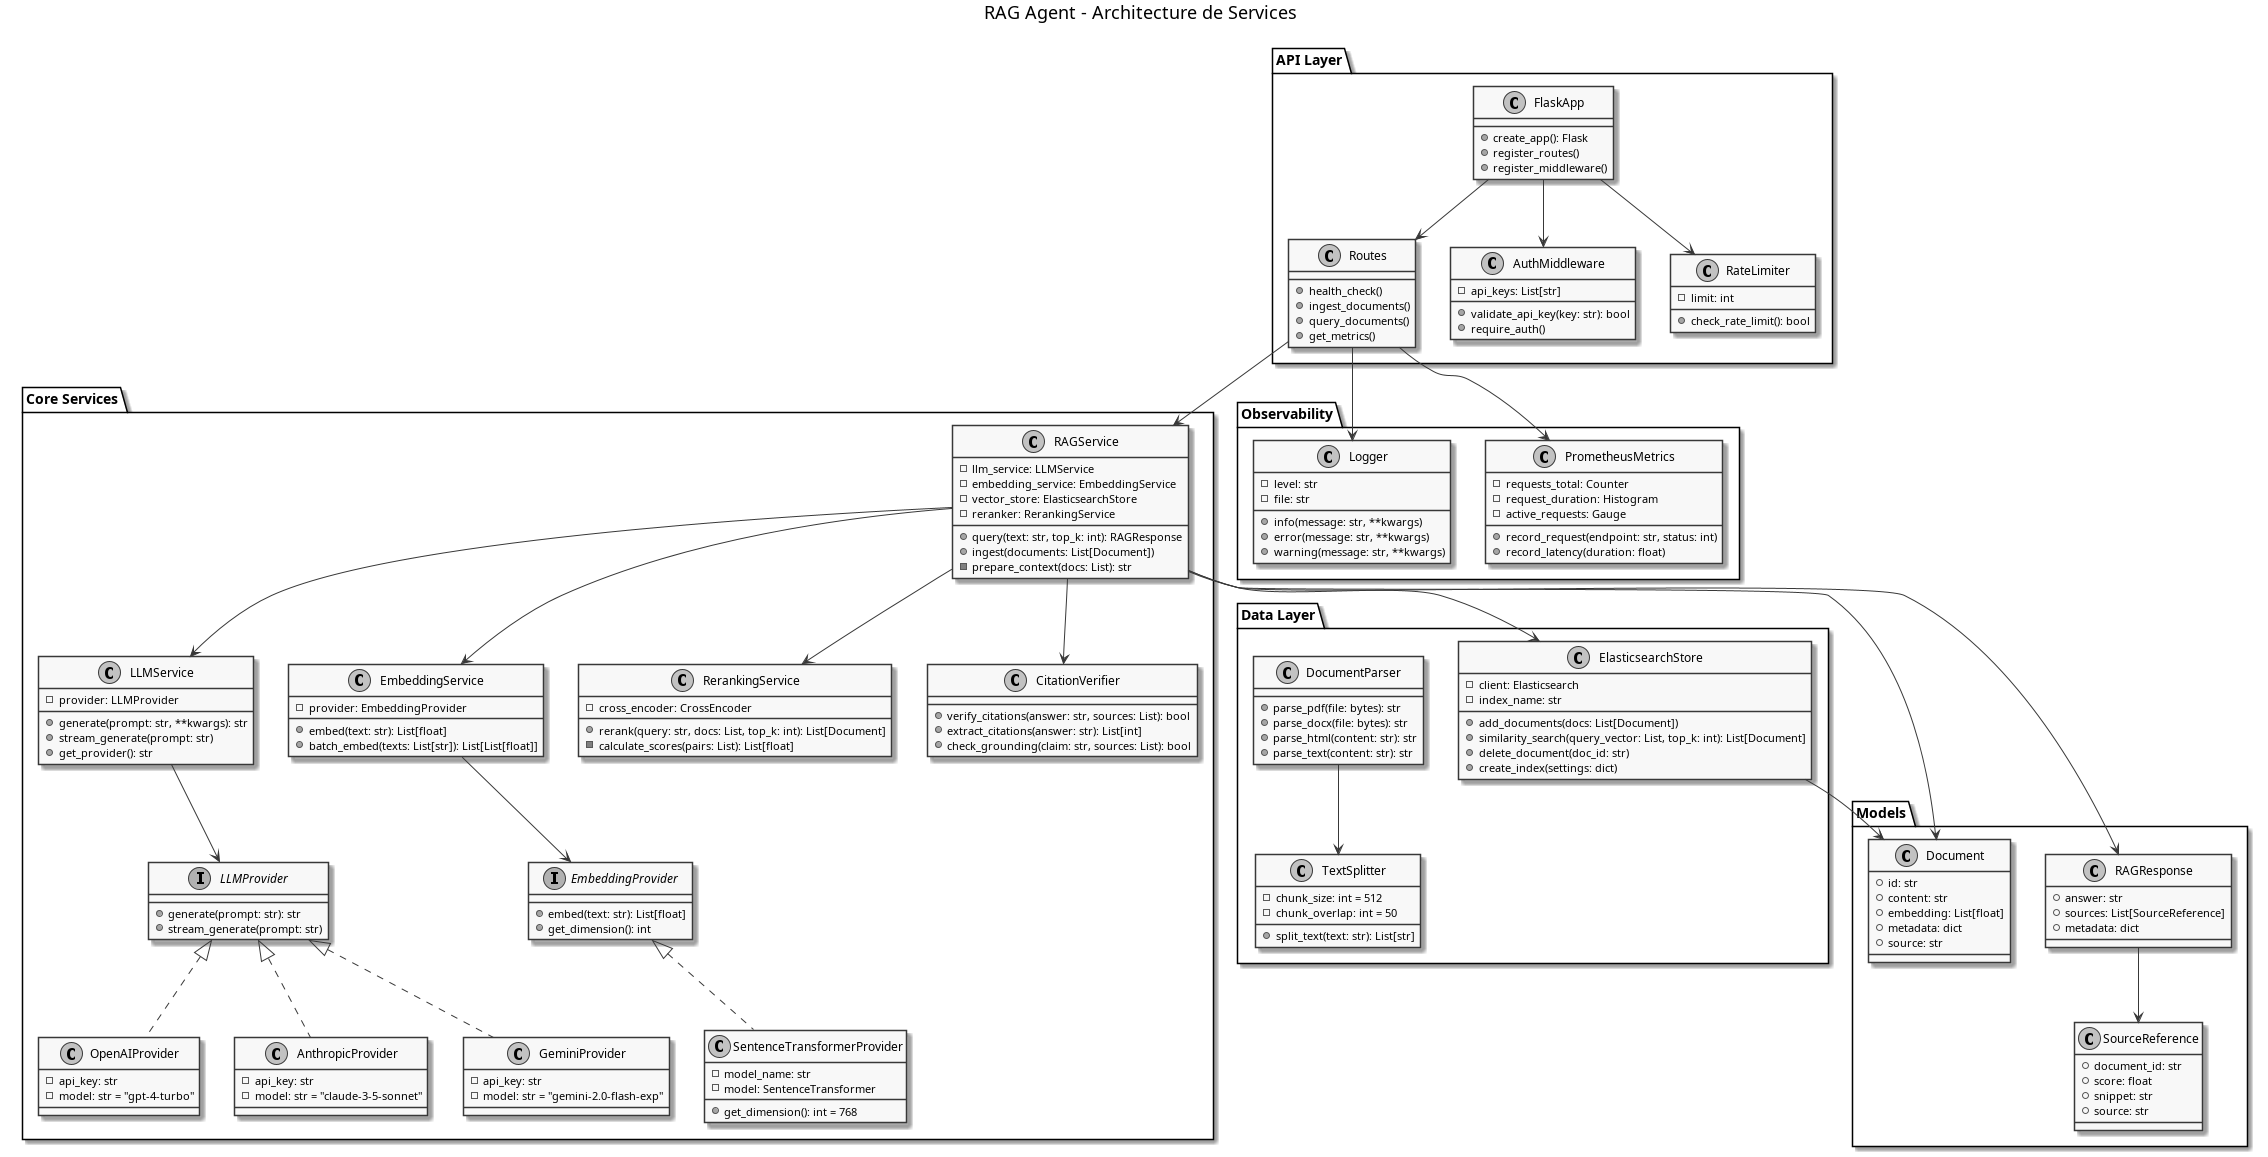 RAG Agent - Architecture de Services
API Layer
FlaskApp
create_app(): Flask
register_routes()
register_middleware()
Routes
health_check()
ingest_documents()
query_documents()
get_metrics()
AuthMiddleware
api_keys: List[str]
validate_api_key(key: str): bool
require_auth()
RateLimiter
limit: int
check_rate_limit(): bool
Core Services
RAGService
llm_service: LLMService
embedding_service: EmbeddingService
vector_store: ElasticsearchStore
reranker: RerankingService
query(text: str, top_k: int): RAGResponse
ingest(documents: List[Document])
prepare_context(docs: List): str
LLMService
provider: LLMProvider
generate(prompt: str, **kwargs): str
stream_generate(prompt: str)
get_provider(): str
EmbeddingService
provider: EmbeddingProvider
embed(text: str): List[float]
batch_embed(texts: List[str]): List[List[float]]
RerankingService
cross_encoder: CrossEncoder
rerank(query: str, docs: List, top_k: int): List[Document]
calculate_scores(pairs: List): List[float]
CitationVerifier
verify_citations(answer: str, sources: List): bool
extract_citations(answer: str): List[int]
check_grounding(claim: str, sources: List): bool
LLMProvider
generate(prompt: str): str
stream_generate(prompt: str)
EmbeddingProvider
embed(text: str): List[float]
get_dimension(): int
OpenAIProvider
api_key: str
model: str = "gpt-4-turbo"
AnthropicProvider
api_key: str
model: str = "claude-3-5-sonnet"
GeminiProvider
api_key: str
model: str = "gemini-2.0-flash-exp"
SentenceTransformerProvider
model_name: str
model: SentenceTransformer
get_dimension(): int = 768
Observability
Logger
level: str
file: str
info(message: str, **kwargs)
error(message: str, **kwargs)
warning(message: str, **kwargs)
PrometheusMetrics
requests_total: Counter
request_duration: Histogram
active_requests: Gauge
record_request(endpoint: str, status: int)
record_latency(duration: float)
Data Layer
DocumentParser
parse_pdf(file: bytes): str
parse_docx(file: bytes): str
parse_html(content: str): str
parse_text(content: str): str
ElasticsearchStore
client: Elasticsearch
index_name: str
add_documents(docs: List[Document])
similarity_search(query_vector: List, top_k: int): List[Document]
delete_document(doc_id: str)
create_index(settings: dict)
TextSplitter
chunk_size: int = 512
chunk_overlap: int = 50
split_text(text: str): List[str]
Models
Document
id: str
content: str
embedding: List[float]
metadata: dict
source: str
RAGResponse
answer: str
sources: List[SourceReference]
metadata: dict
SourceReference
document_id: str
score: float
snippet: str
source: str